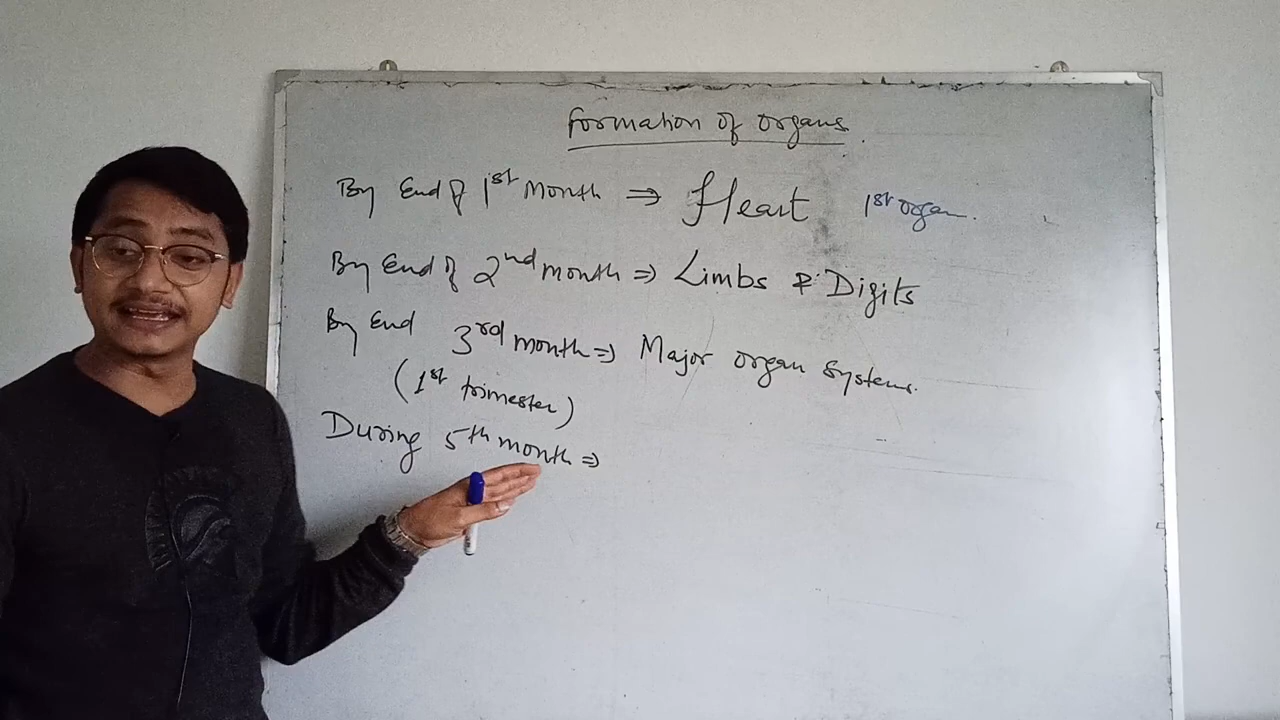 Formation of organs.
By End of 1st Month ⇒ Heart 1st organ.
By End of 2nd month ⇒ Limbs & Digits
By End 3rd month ⇒ Major organ systems.
(1st trimester)
During 5th month ⇒